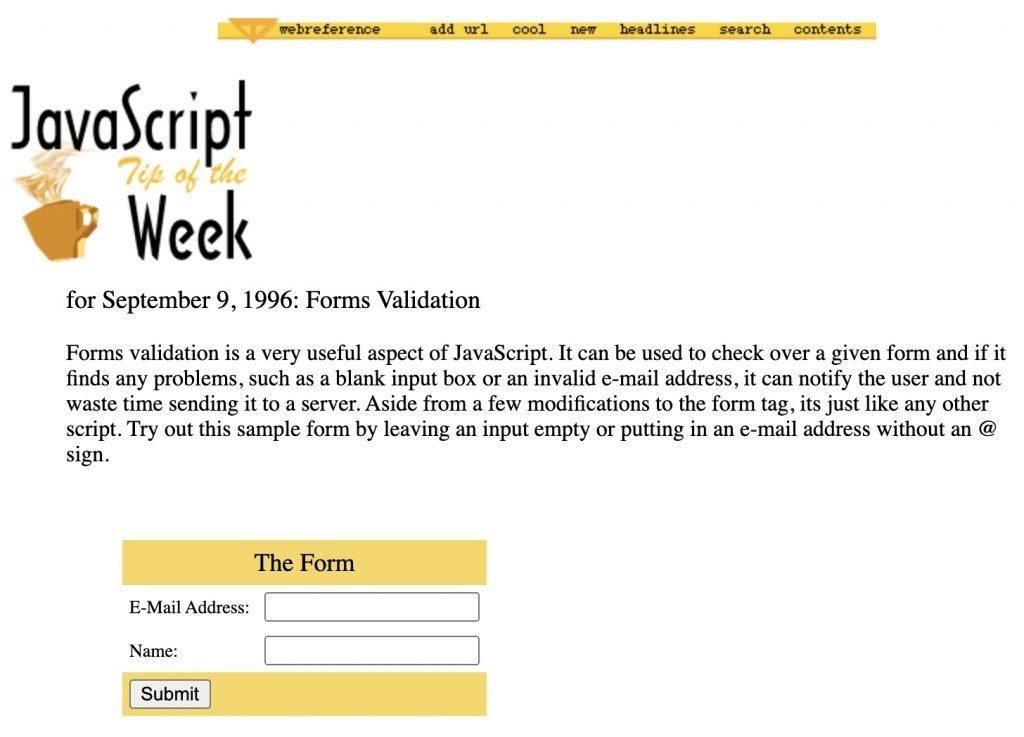 webreference add url cool new headlines search contents
JavaScript
Tip of the
Week
for September 9, 1996: Forms Validation
Forms validation is a very useful aspect of JavaScript. It can be used to check over a given form and if it
finds any problems, such as a blank input box or an invalid e-mail address, it can notify the user and not
waste time sending it to a server. Aside from a few modifications to the form tag, its just like any other
script. Try out this sample form by leaving an input empty or putting in an e-mail address without an @
sign.
The Form
E-Mail Address:
Name:
Submit